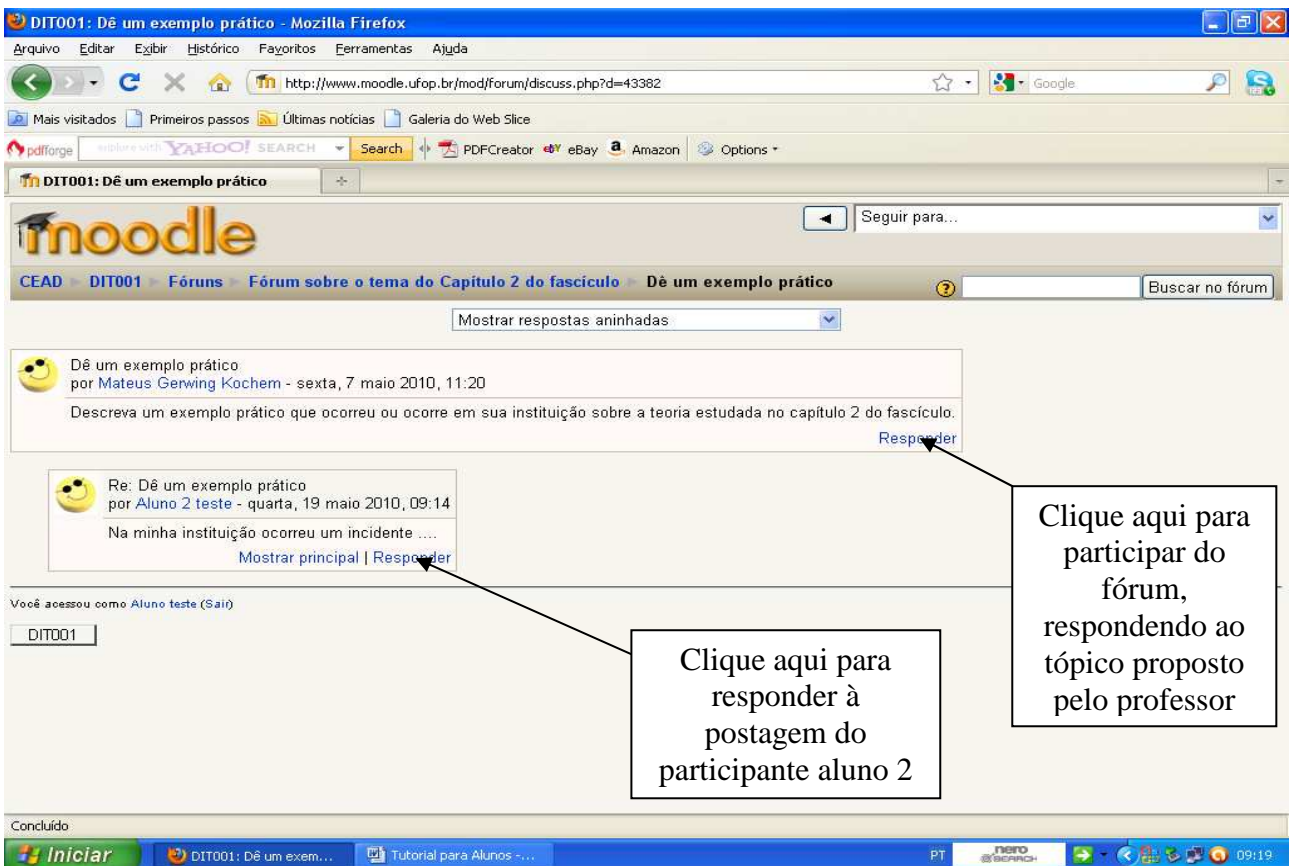 DIT001: Dê um exemplo prático - Mozilla Firefox
Arquivo Editar Exibir Histórico Favoritos Ferramentas Ajuda
http://www.moodle.ufop.br/mod/forum/discuss.php?d=43382
Google
Mais visitados Primeiros passos Últimas notícias Galeria do Web Slice
pdfforge explore with YAHOO! SEARCH Search PDFCreator eBay Amazon Options
DIT001: Dê um exemplo prático
moodle
Seguir para...
CEAD DIT001 Fóruns Fórum sobre o tema do Capítulo 2 do fascículo Dê um exemplo prático
Buscar no fórum
Mostrar respostas aninhadas
Dê um exemplo prático
por Mateus Gerwing Kochem - sexta, 7 maio 2010, 11:20
Descreva um exemplo prático que ocorreu ou ocorre em sua instituição sobre a teoria estudada no capítulo 2 do fascículo.
Responder
Re: Dê um exemplo prático
por Aluno 2 teste - quarta, 19 maio 2010, 09:14
Na minha instituição ocorreu um incidente ....
Mostrar principal | Responder
Clique aqui para
participar do
fórum,
respondendo ao
tópico proposto
pelo professor
Você acessou como Aluno teste (Sair)
DIT001
Clique aqui para
responder à
postagem do
participante aluno 2
Concluído
Iniciar DIT001: Dê um exem... Tutorial para Alunos -... PT nero SEARCH 09:19